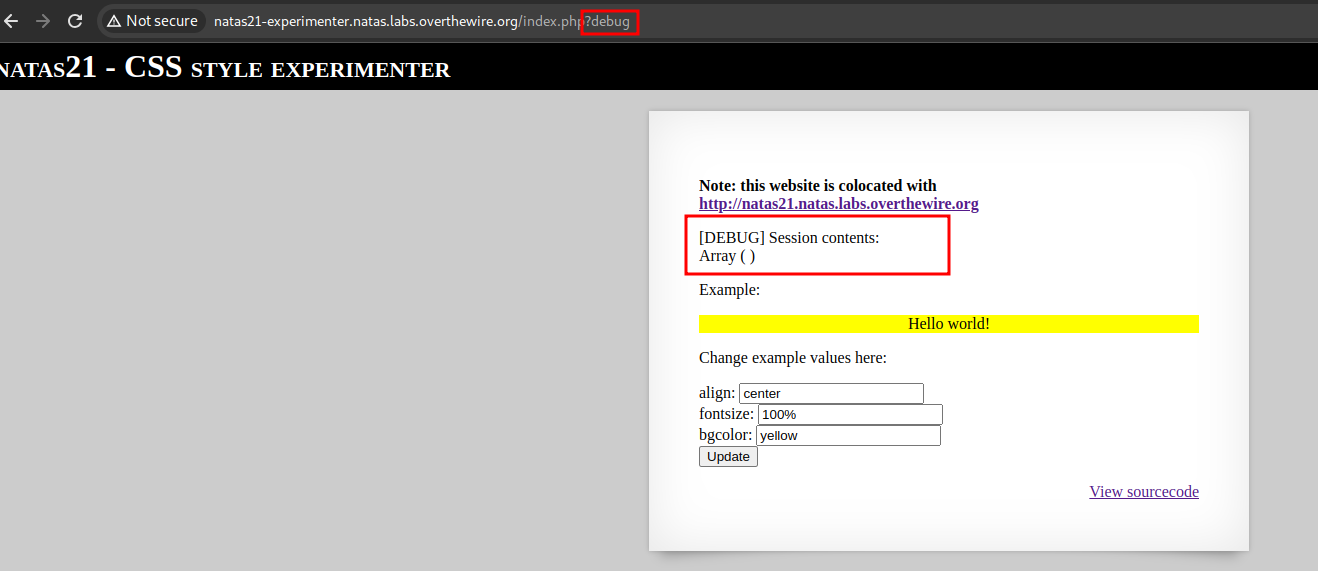 Not secure natas21-experimenter.natas.labs.overthewire.org/index.php?debug
NATAS21 - CSS STYLE EXPERIMENTER
Note: this website is colocated with
http://natas21.natas.labs.overthewire.org
[DEBUG] Session contents:
Array ( )
Example:
Hello world!
Change example values here:
align: center
fontsize: 100%
bgcolor: yellow
Update
View sourcecode